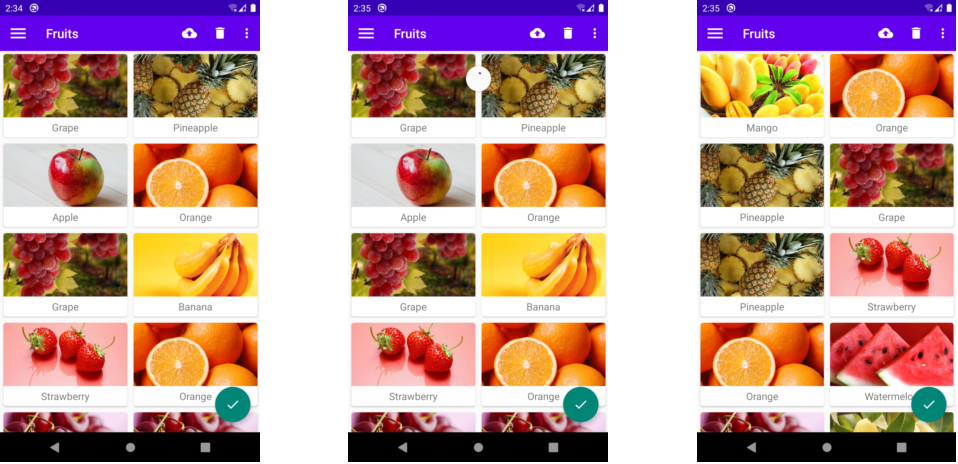 2:34
Fruits
Grape
Pineapple
Apple
Orange
Grape
Banana
Strawberry
Orange
2:35
Fruits
Grape
Pineapple
Apple
Orange
Grape
Banana
Strawberry
Orange
2:35
Fruits
Mango
Orange
Pineapple
Grape
Pineapple
Strawberry
Orange
Watermelo